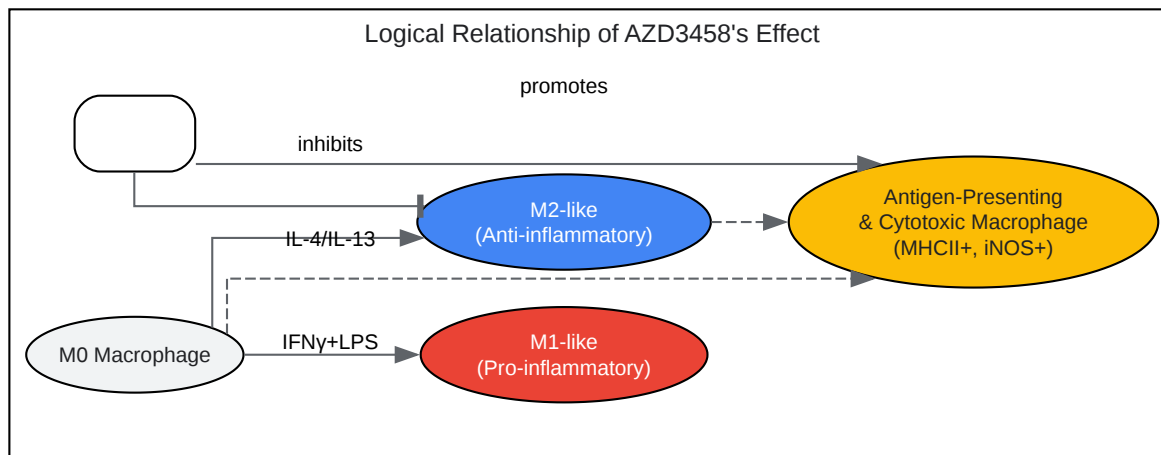 Logical Relationship of AZD3458's Effect
promotes
inhibits
M2-like
(Anti-inflammatory)
Antigen-Presenting
& Cytotoxic Macrophage
(MHCII+, iNOS+)
IL-4/IL-13
M0 Macrophage
IFNγ+LPS
M1-like
(Pro-inflammatory)